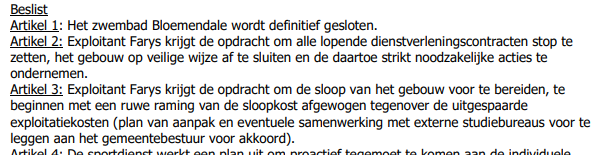 Beslist
Artikel 1: Het zwembad Bloemendale wordt definitief gesloten.
Artikel 2: Exploitant Farys krijgt de opdracht om alle lopende dienstverleningscontracten stop te
zetten, het gebouw op veilige wijze af te sluiten en de daartoe strikt noodzakelijke acties te
ondernemen.
Artikel 3: Exploitant Farys krijgt de opdracht om de sloop van het gebouw voor te bereiden, te
beginnen met een ruwe raming van de sloopkost afgewogen tegenover de uitgespaarde
exploitatiekosten (plan van aanpak en eventuele samenwerking met externe studiebureaus voor te
leggen aan het gemeentebestuur voor akkoord).
Artikel 4: De sportdienst werkt een plan uit om proactief tegemoet te komen aan de individuele